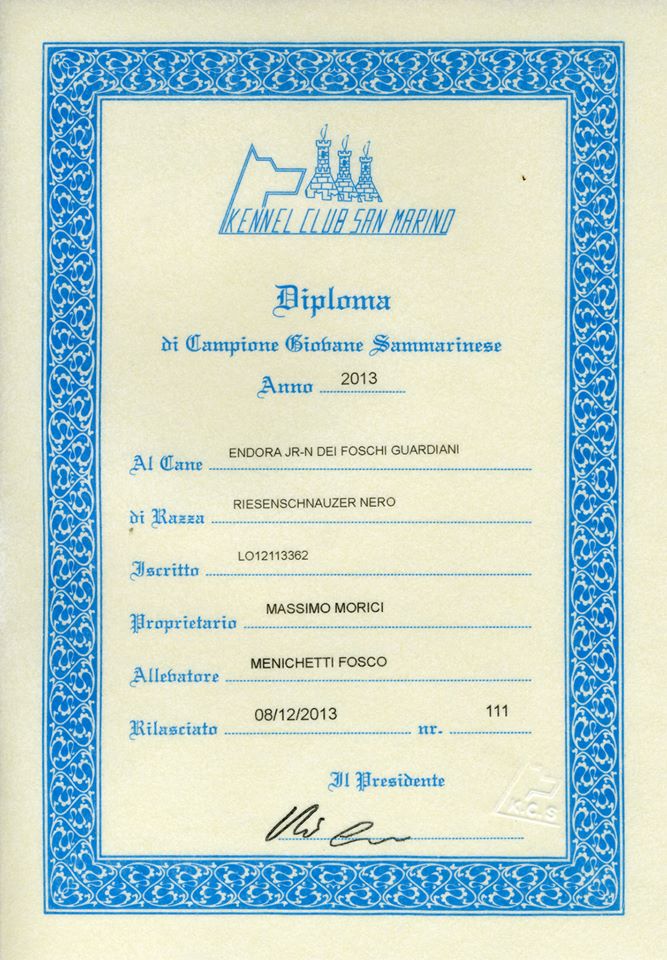 KENNEL CLUB SAN MARINO
Diploma
di Campione Giovane Sammarinese
Anno 2013
Al Cane ENDORA JR-N DEI FOSCHI GUARDIANI
di Razza RIESENSCHNAUZER NERO
Iscritto LO12113362
Proprietario MASSIMO MORICI
Allevatore MENICHETTI FOSCO
Rilasciato 08/12/2013 nr. 111
Il Presidente
K.C.S